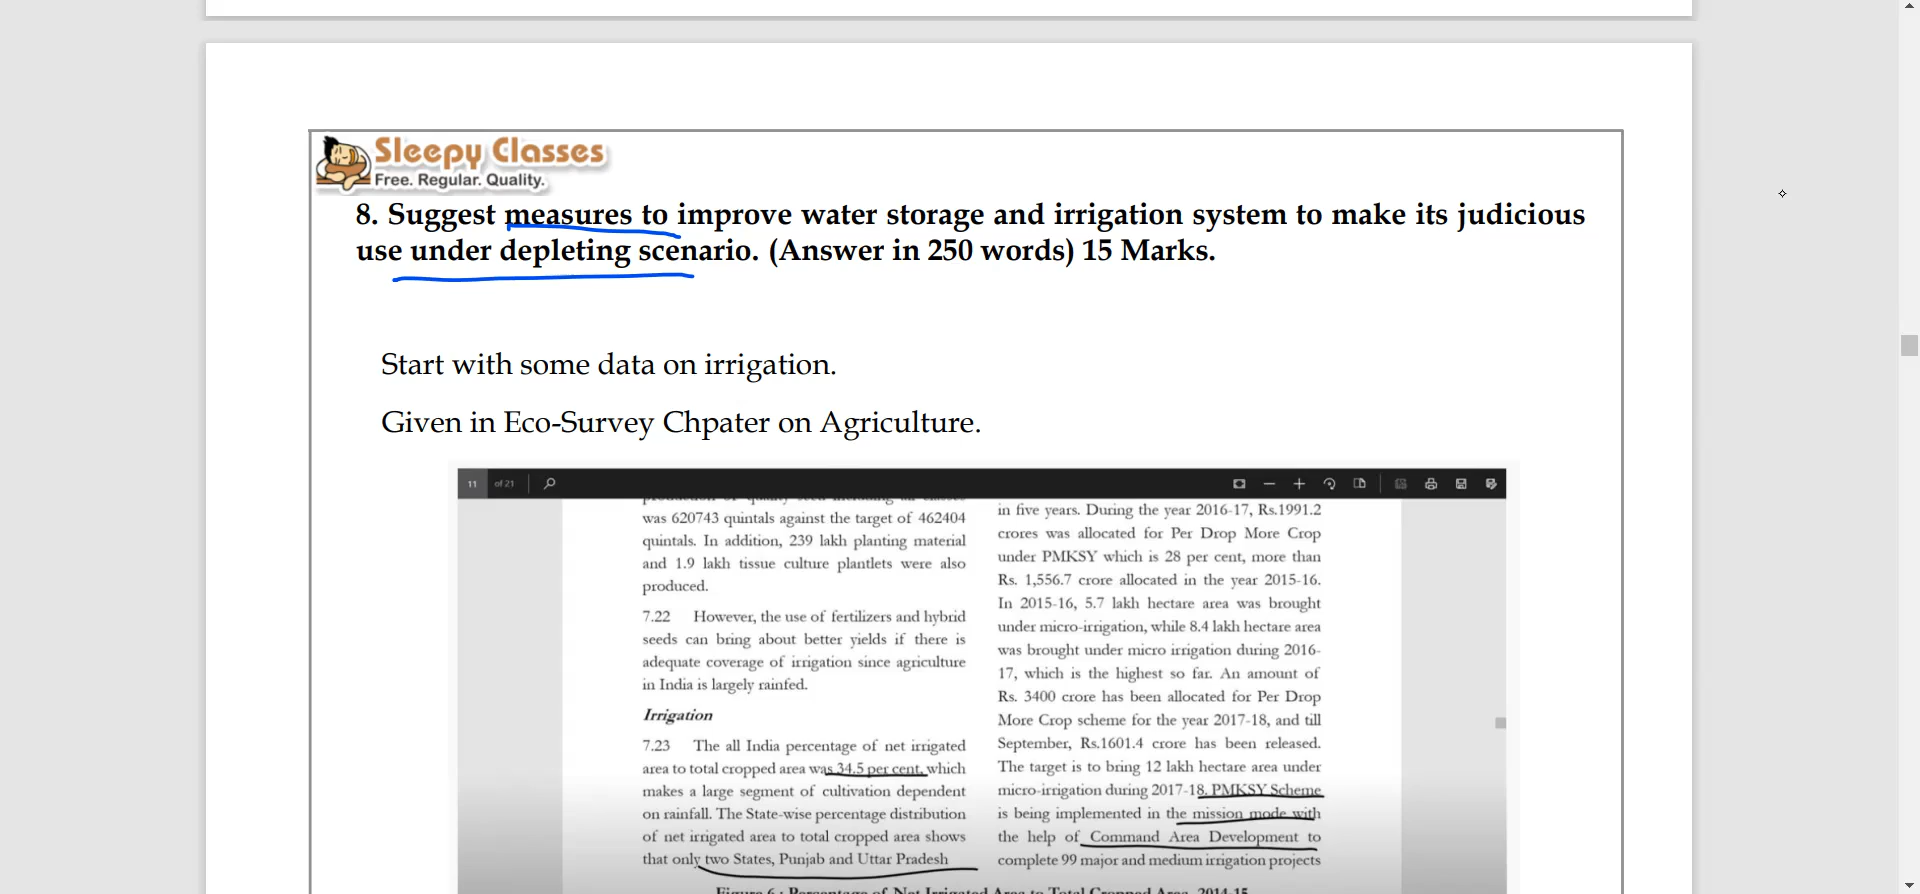 Sleepy Classes
Free. Regular. Quality.
8. Suggest measures to improve water storage and irrigation system to make its judicious
use under depleting scenario. (Answer in 250 words) 15 Marks.
Start with some data on irrigation.
Given in Eco-Survey Chpater on Agriculture.
11 of 21
was 620743 quintals against the target of 462404
quintals. In addition, 239 lakh planting material
and 1.9 lakh tissue culture plantlets were also
produced.
7.22 However, the use of fertilizers and hybrid
seeds can bring about better yields if there is
adequate coverage of irrigation since agriculture
in India is largely rainfed.
Irrigation
7.23 The all India percentage of net irrigated
area to total cropped area was 34.5 per cent, which
makes a large segment of cultivation dependent
on rainfall. The State-wise percentage distribution
of net irrigated area to total cropped area shows
that only two States, Punjab and Uttar Pradesh
in five years. During the year 2016-17, Rs.1991.2
crores was allocated for Per Drop More Crop
under PMKSY which is 28 per cent, more than
Rs. 1,556.7 crore allocated in the year 2015-16.
In 2015-16, 5.7 lakh hectare area was brought
under micro-irrigation, while 8.4 lakh hectare area
was brought under micro irrigation during 2016-
17, which is the highest so far. An amount of
Rs. 3400 crore has been allocated for Per Drop
More Crop scheme for the year 2017-18, and till
September, Rs.1601.4 crore has been released.
The target is to bring 12 lakh hectare area under
micro-irrigation during 2017-18. PMKSY Scheme
is being implemented in the mission mode with
the help of Command Area Development to
complete 99 major and medium irrigation projects
Figure 6 : Percentage of Net Irrigated Area to Total Cropped Area, 2014-15